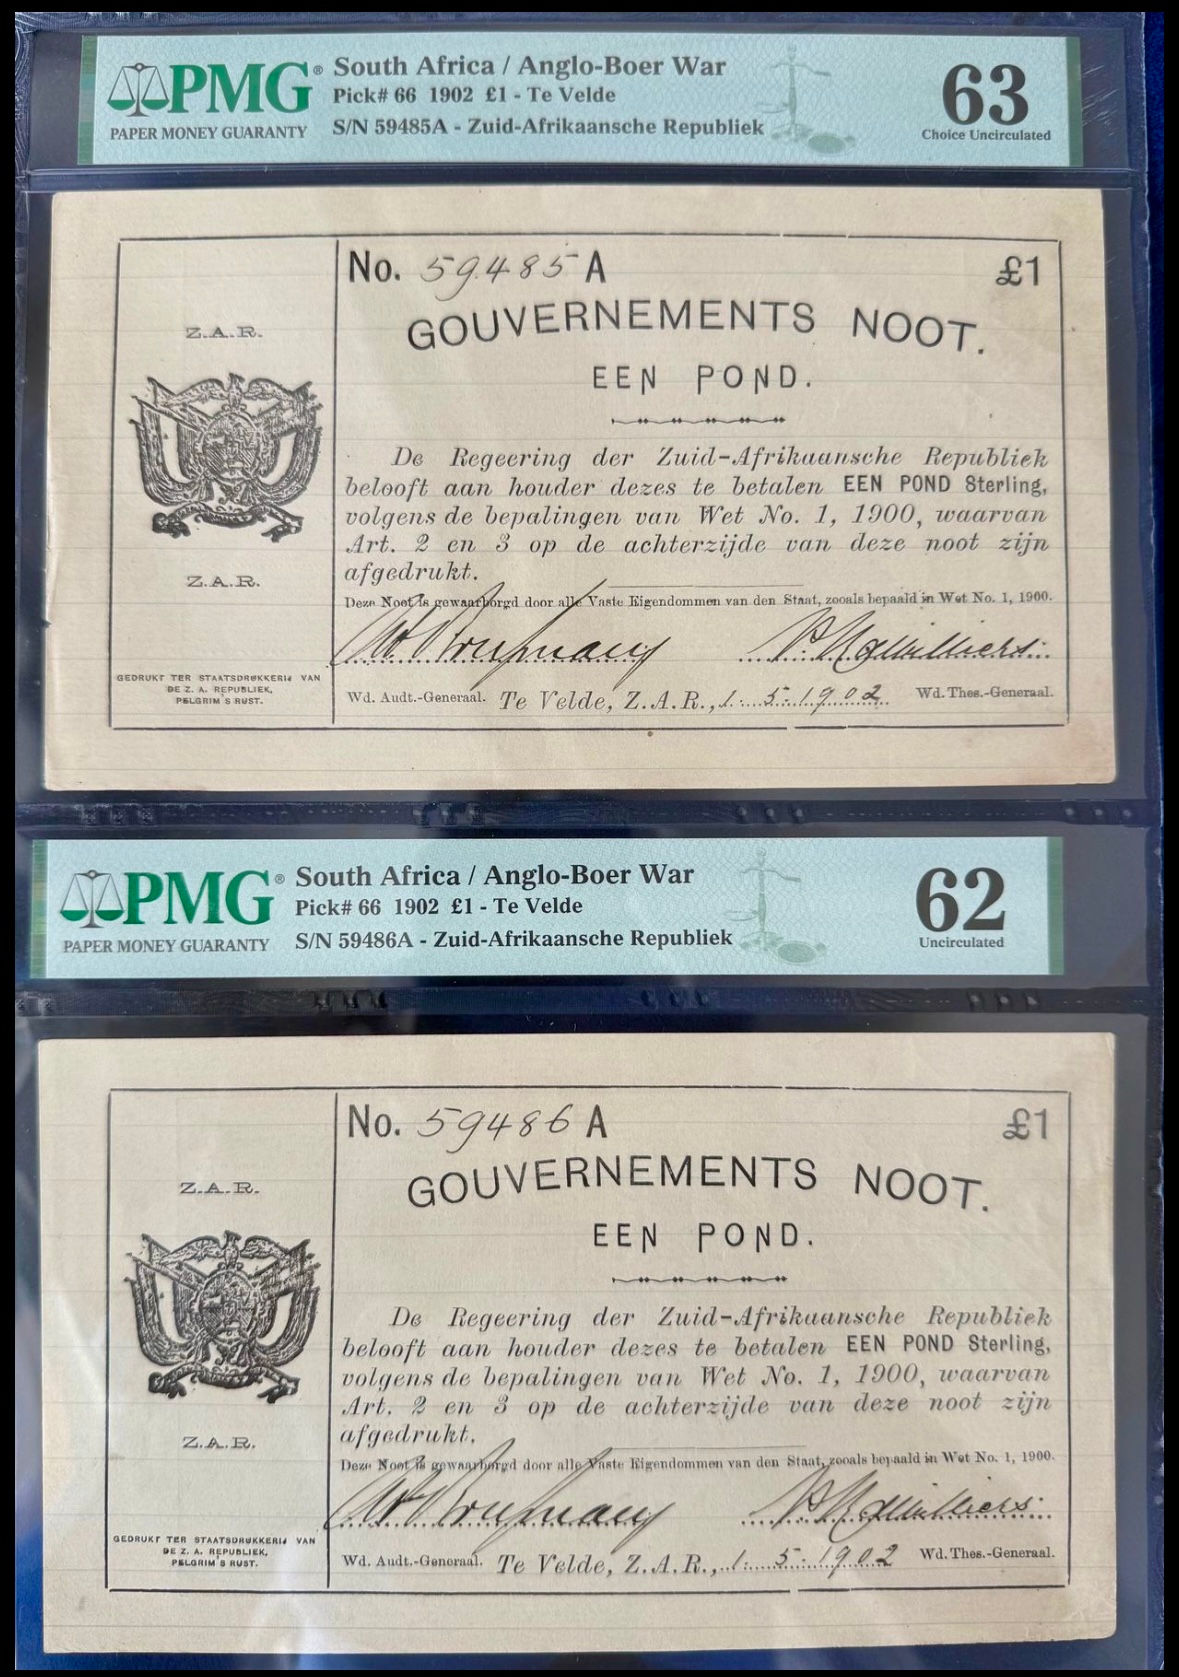 PMG®
PAPER MONEY GUARANTY
South Africa / Anglo-Boer War
Pick# 66 1902 £1 - Te Velde
S/N 59485A - Zuid-Afrikaansche Republiek
63
Choice Uncirculated
No. 59485 A
£1
GOUVERNEMENTS NOOT.
EEN POND.
Z.A.R.
Z.A.R.
De Regeering der Zuid-Afrikaansche Republiek
belooft aan houder dezes te betalen EEN POND Sterling,
volgens de bepalingen van Wet No. 1, 1900, waarvan
Art. 2 en 3 op de achterzijde van deze noot zijn
afgedrukt.
Deze Noot is gewaarborgd door alle Vaste Eigendommen van den Staat, zooals bepaald in Wet No. 1, 1900.
GEDRUKT TER STAATSDRUKKERIJ VAN
DE Z. A. REPUBLIEK,
PELGRIM'S RUST.
Wd. Audt.-Generaal.
Te Velde, Z.A.R., 1. 5. 1902
Wd. Thes.-Generaal.
PMG®
PAPER MONEY GUARANTY
South Africa / Anglo-Boer War
Pick# 66 1902 £1 - Te Velde
S/N 59486A - Zuid-Afrikaansche Republiek
62
Uncirculated
No. 59486 A
£1
GOUVERNEMENTS NOOT.
EEN POND.
Z.A.R.
Z.A.R.
De Regeering der Zuid-Afrikaansche Republiek
belooft aan houder dezes te betalen EEN POND Sterling,
volgens de bepalingen van Wet No. 1, 1900, waarvan
Art. 2 en 3 op de achterzijde van deze noot zijn
afgedrukt.
Deze Noot is gewaarborgd door alle Vaste Eigendommen van den Staat, zooals bepaald in Wet No. 1, 1900.
GEDRUKT TER STAATSDRUKKERIJ VAN
DE Z. A. REPUBLIEK,
PELGRIM'S RUST.
Wd. Audt.-Generaal.
Te Velde, Z.A.R., 1. 5. 1902
Wd. Thes.-Generaal.